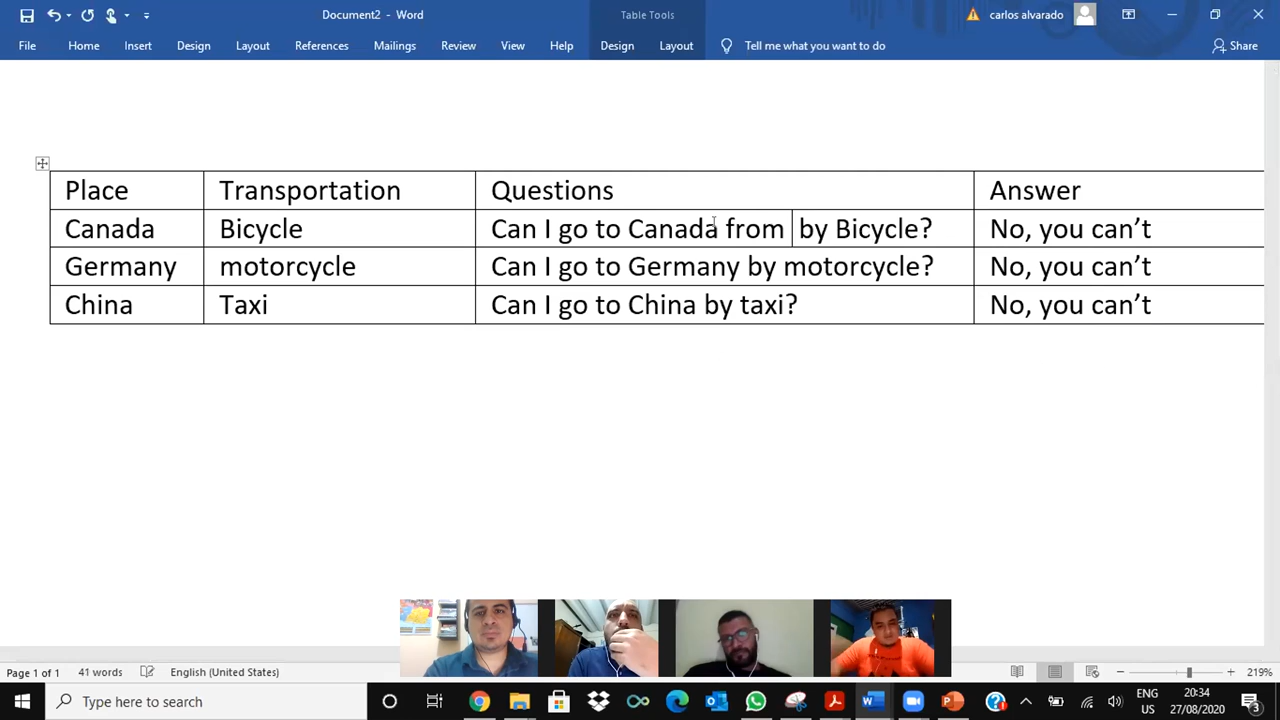 Document2 - Word
Table Tools
carlos alvarado
File Home Insert Design Layout References Mailings Review View Help Design Layout Tell me what you want to do Share
Place Transportation Questions Answer
Canada Bicycle Can I go to Canada from by Bicycle? No, you can’t
Germany motorcycle Can I go to Germany by motorcycle? No, you can’t
China Taxi Can I go to China by taxi? No, you can’t
Page 1 of 1 41 words English (United States) 219%
Type here to search
ENG 20:34
US 27/08/2020 3